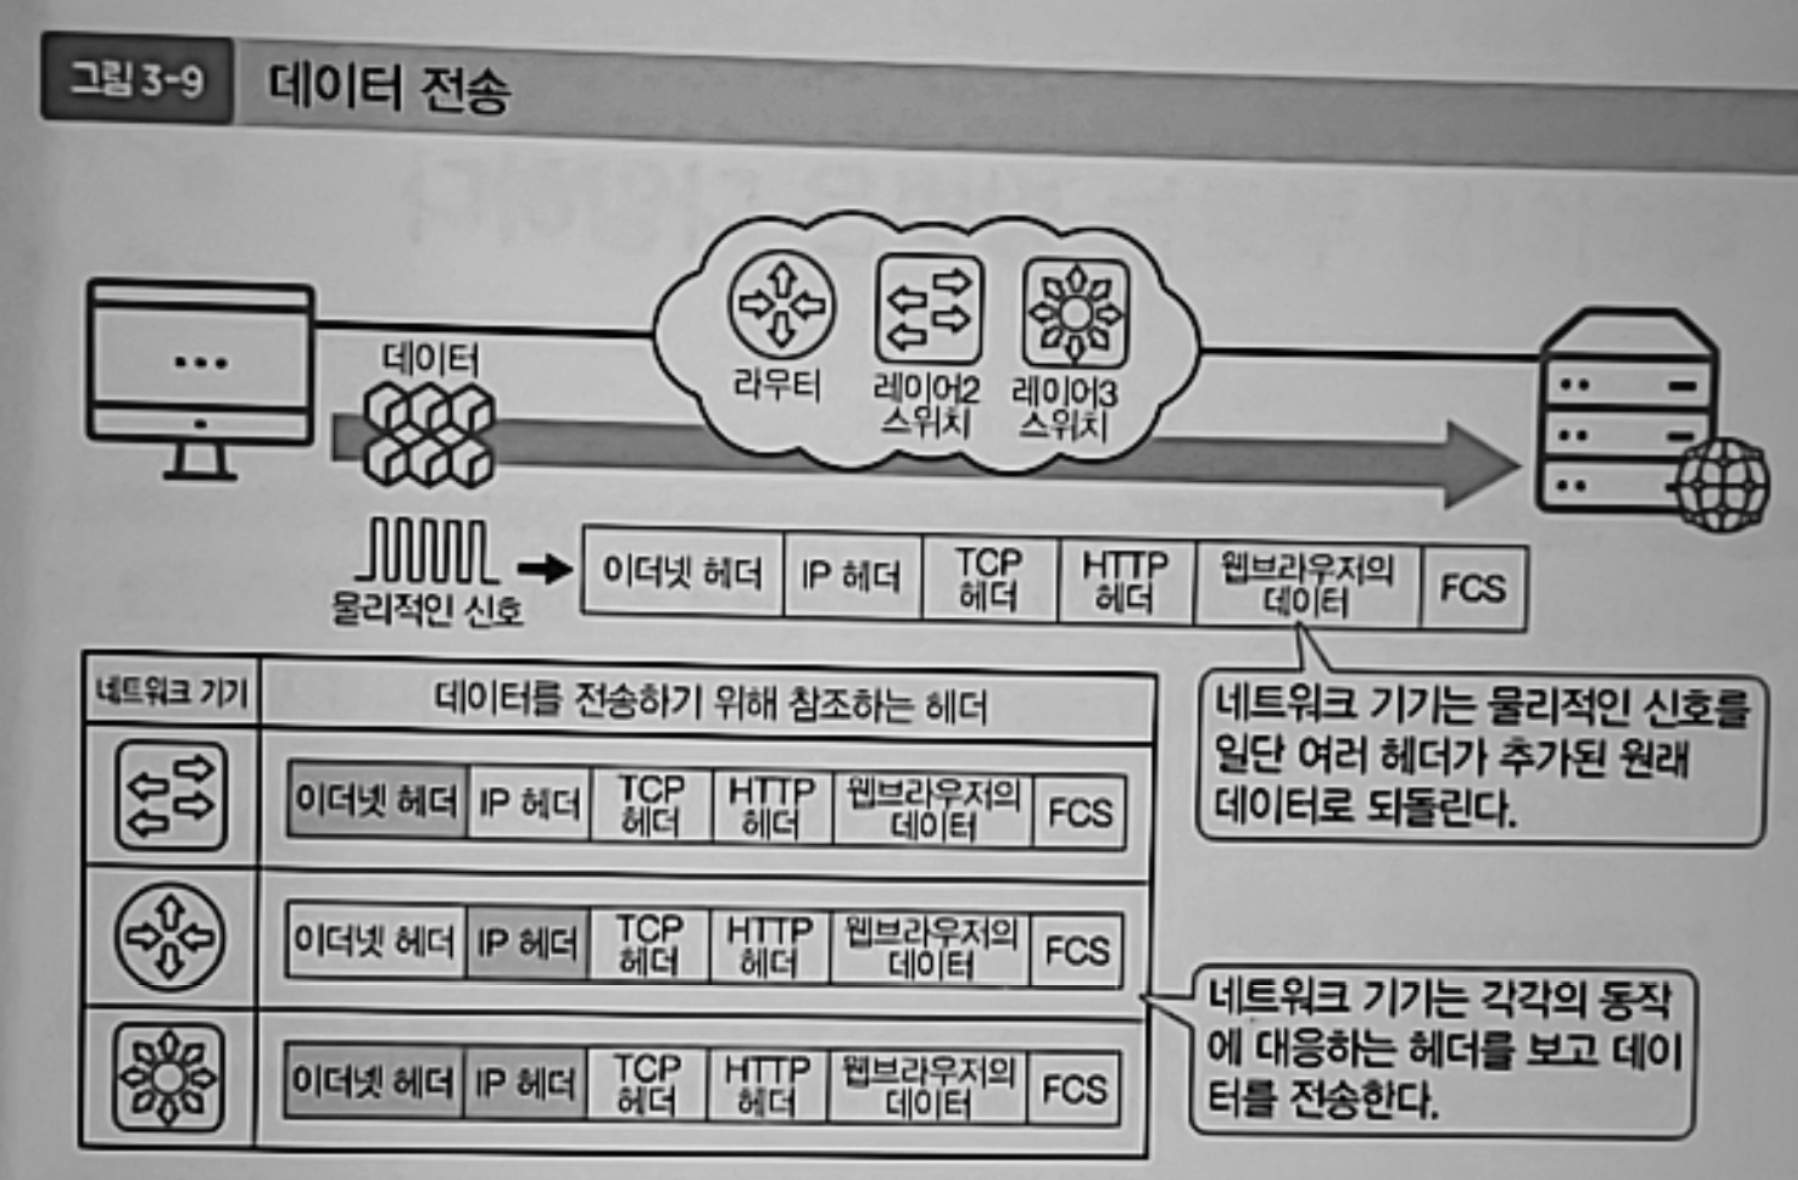 그림 3-9 데이터 전송
데이터
라우터
레이어2
스위치
레이어3
스위치
물리적인 신호
이더넷 헤더
IP 헤더
TCP
헤더
HTTP
헤더
웹브라우저의
데이터
FCS
네트워크 기기
데이터를 전송하기 위해 참조하는 헤더
이더넷 헤더
IP 헤더
TCP
헤더
HTTP
헤더
웹브라우저의
데이터
FCS
이더넷 헤더
IP 헤더
TCP
헤더
HTTP
헤더
웹브라우저의
데이터
FCS
이더넷 헤더
IP 헤더
TCP
헤더
HTTP
헤더
웹브라우저의
데이터
FCS
네트워크 기기는 물리적인 신호를
일단 여러 헤더가 추가된 원래
데이터로 되돌린다.
네트워크 기기는 각각의 동작
에 대응하는 헤더를 보고 데이
터를 전송한다.